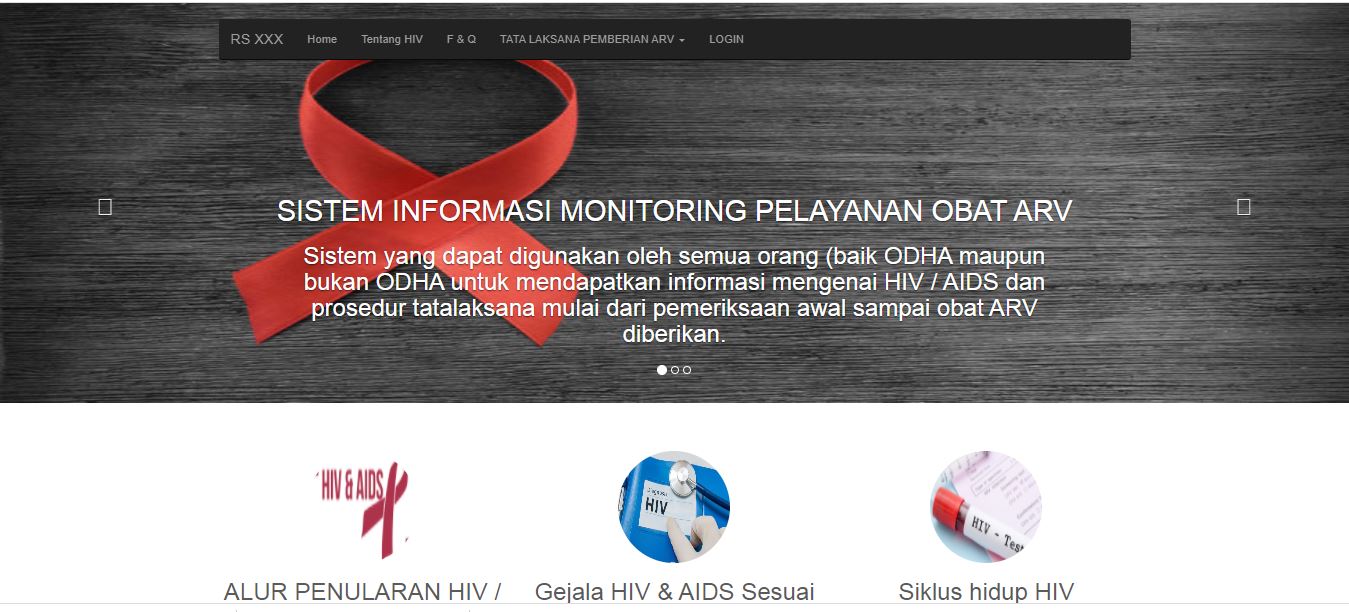 RS XXX Home Tentang HIV F & Q TATA LAKSANA PEMBERIAN ARV LOGIN
SISTEM INFORMASI MONITORING PELAYANAN OBAT ARV
Sistem yang dapat digunakan oleh semua orang (baik ODHA maupun
bukan ODHA untuk mendapatkan informasi mengenai HIV / AIDS dan
prosedur tatalaksana mulai dari pemeriksaan awal sampai obat ARV
diberikan.
HIV & AIDS
Diagnosis
HIV
HIV - Test
ALUR PENULARAN HIV /
Gejala HIV & AIDS Sesuai
Siklus hidup HIV